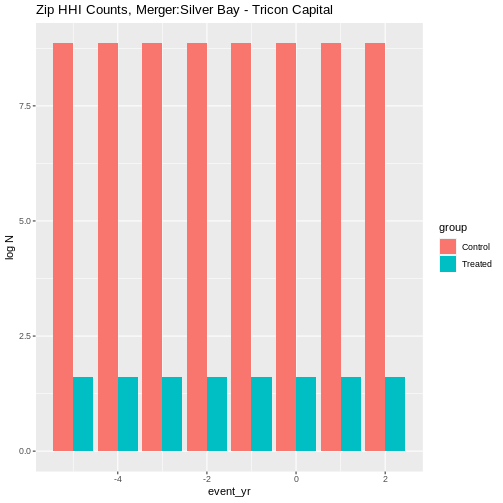 Zip HHI Counts, Merger:Silver Bay - Tricon Capital
log N
7.5
5.0
2.5
0.0
-4
-2
0
2
event_yr
group
Control
Treated